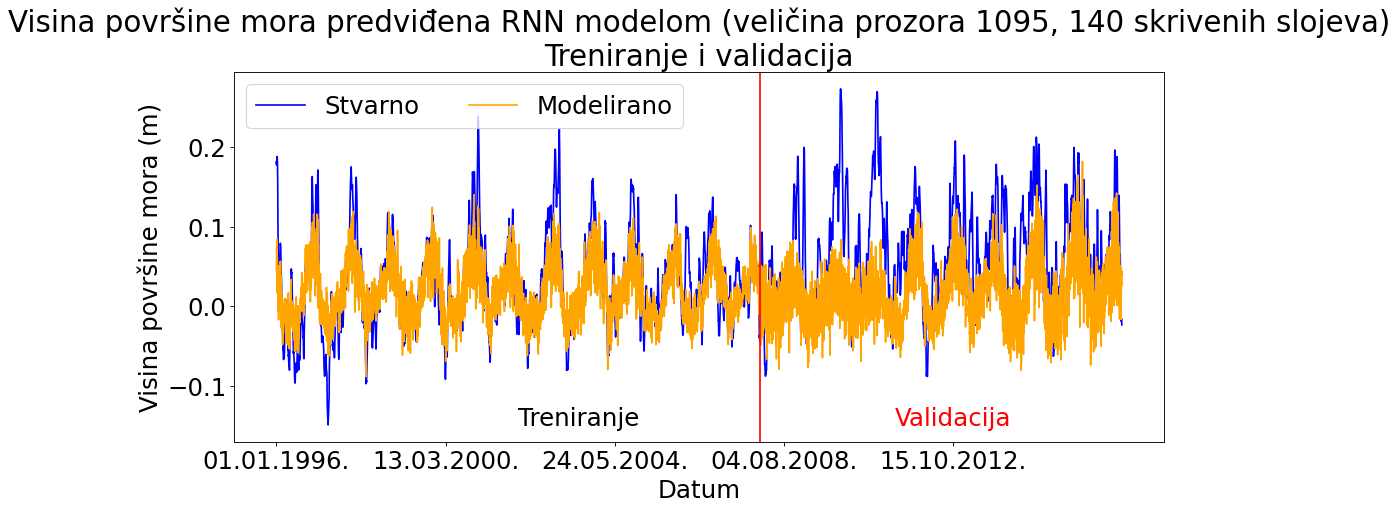 Visina površine mora predviđena RNN modelom (veličina prozora 1095, 140 skrivenih slojeva)
Treniranje i validacija
Stvarno
Modelirano
Visina površine mora (m)
0.2
0.1
0.0
−0.1
Treniranje
Validacija
01.01.1996.
13.03.2000.
24.05.2004.
04.08.2008.
15.10.2012.
Datum